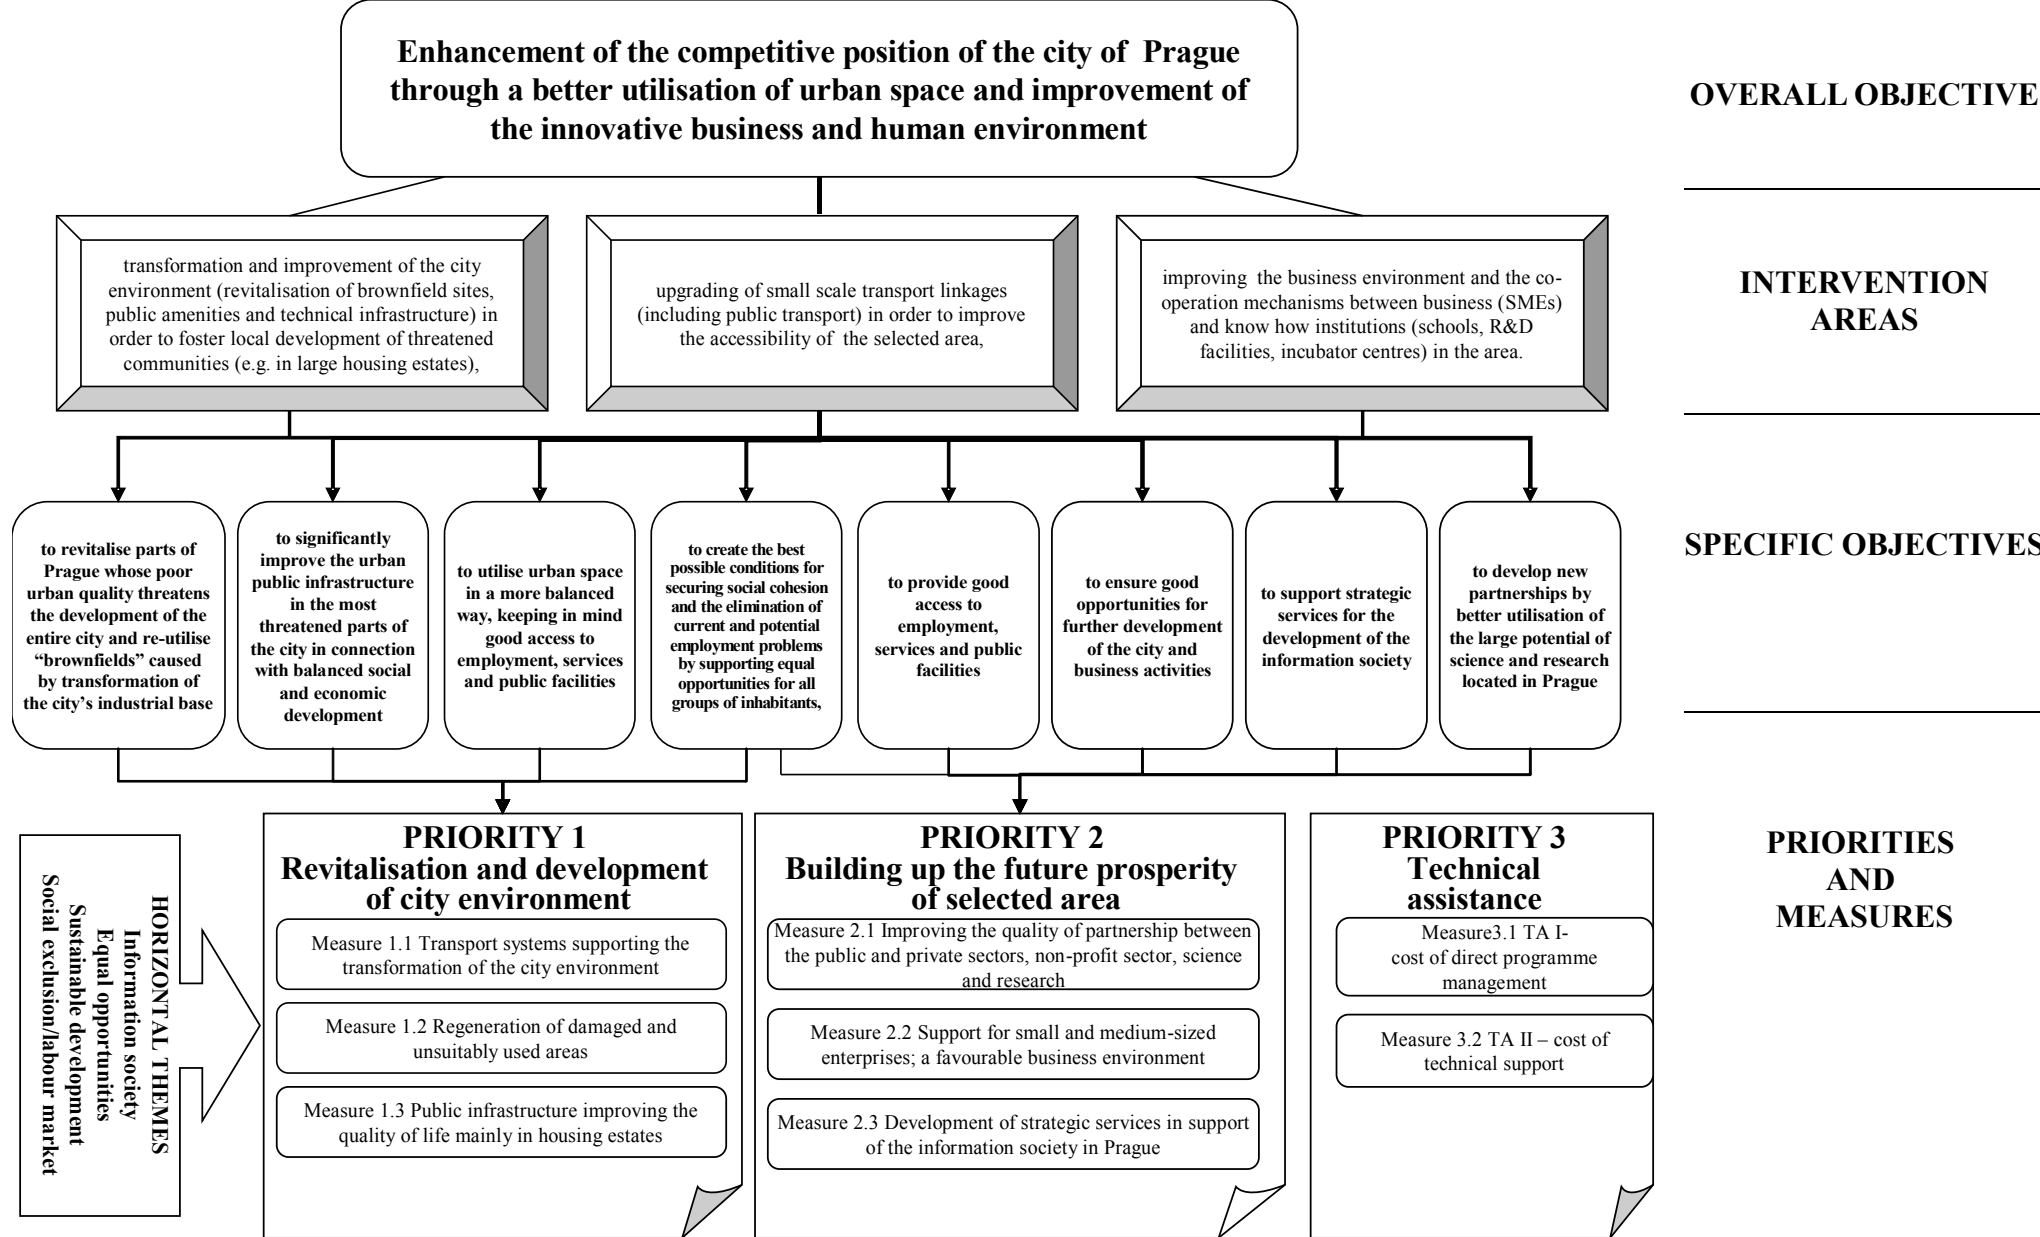 Enhancement of the competitive position of the city of Prague
through a better utilisation of urban space and improvement of
the innovative business and human environment
OVERALL OBJECTIVE
transformation and improvement of the city
environment (revitalisation of brownfield sites,
public amenities and technical infrastructure) in
order to foster local development of threatened
communities (e.g. in large housing estates),
upgrading of small scale transport linkages
(including public transport) in order to improve
the accessibility of the selected area,
improving the business environment and the co-
operation mechanisms between business (SMEs)
and know how institutions (schools, R&D
facilities, incubator centres) in the area.
INTERVENTION
AREAS
to revitalise parts of
Prague whose poor
urban quality threatens
the development of the
entire city and re-utilise
“brownfields” caused
by transformation of
the city’s industrial base
to significantly
improve the urban
public infrastructure
in the most
threatened parts of
the city in connection
with balanced social
and economic
development
to utilise urban space
in a more balanced
way, keeping in mind
good access to
employment, services
and public facilities
to create the best
possible conditions for
securing social cohesion
and the elimination of
current and potential
employment problems
by supporting equal
opportunities for all
groups of inhabitants,
to provide good
access to
employment,
services and public
facilities
to ensure good
opportunities for
further development
of the city and
business activities
to support strategic
services for the
development of the
information society
to develop new
partnerships by
better utilisation of
the large potential of
science and research
located in Prague
SPECIFIC OBJECTIVES
HORIZONTAL THEMES
Information society
Equal opportunities
Sustainable development
Social exclusion/labour market
PRIORITY 1
Revitalisation and development
of city environment
Measure 1.1 Transport systems supporting the
transformation of the city environment
Measure 1.2 Regeneration of damaged and
unsuitably used areas
Measure 1.3 Public infrastructure improving the
quality of life mainly in housing estates
PRIORITY 2
Building up the future prosperity
of selected area
Measure 2.1 Improving the quality of partnership between
the public and private sectors, non-profit sector, science
and research
Measure 2.2 Support for small and medium-sized
enterprises; a favourable business environment
Measure 2.3 Development of strategic services in support
of the information society in Prague
PRIORITY 3
Technical
assistance
Measure3.1 TA I-
cost of direct programme
management
Measure 3.2 TA II – cost of
technical support
PRIORITIES
AND
MEASURES